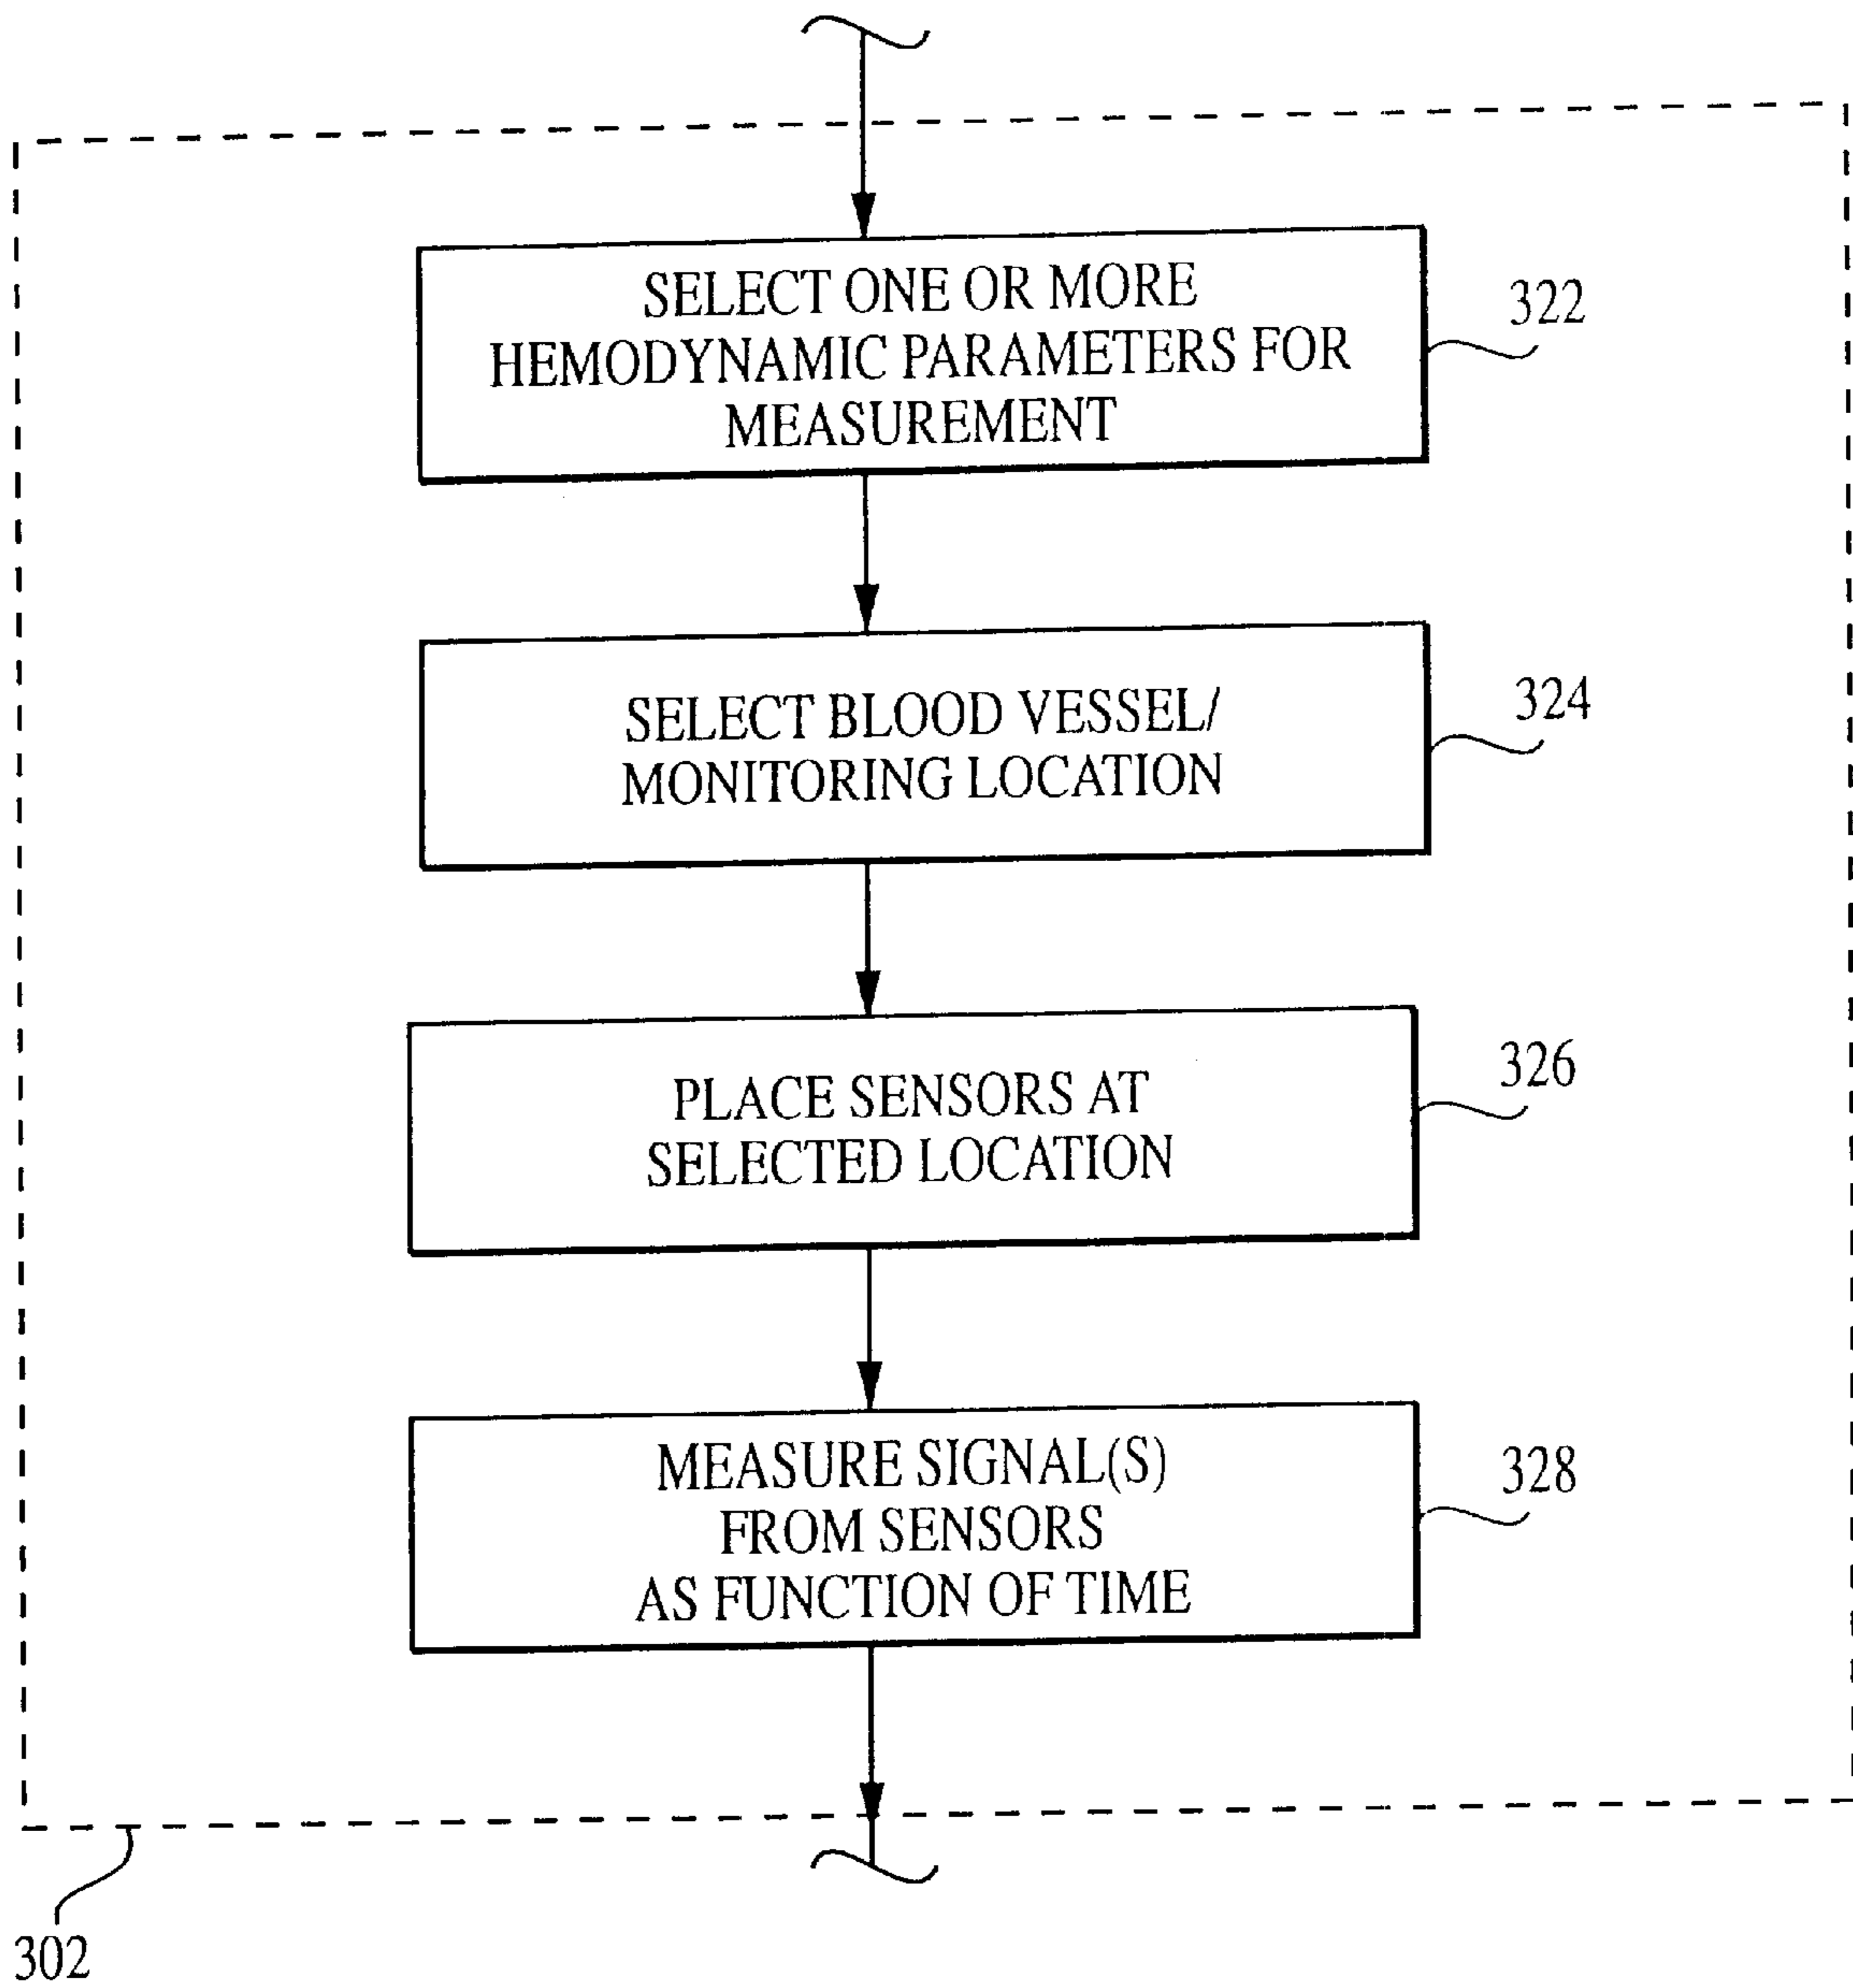 SELECT ONE OR MORE
HEMODYNAMIC PARAMETERS FOR
MEASUREMENT
322
SELECT BLOOD VESSEL/
MONITORING LOCATION
324
PLACE SENSORS AT
SELECTED LOCATION
326
MEASURE SIGNAL(S)
FROM SENSORS
AS FUNCTION OF TIME
328
302